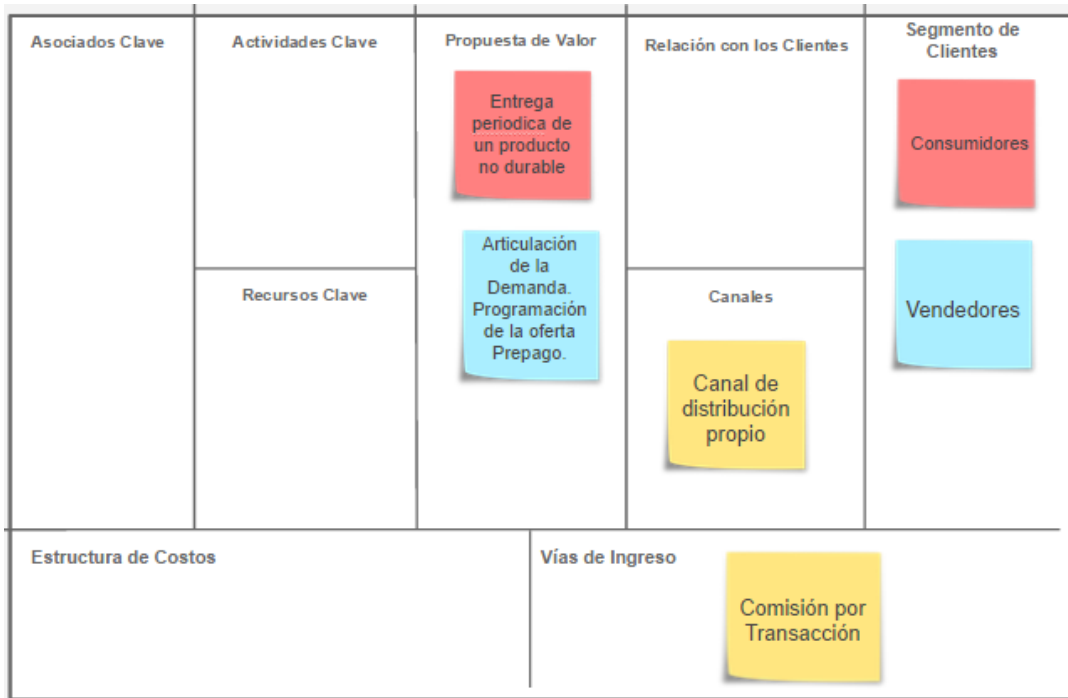 Asociados Clave
Actividades Clave
Propuesta de Valor
Relación con los Clientes
Segmento de
Clientes
Entrega
periodica de
un producto
no durable
Consumidores
Articulación
de la
Demanda.
Programación
de la oferta
Prepago.
Vendedores
Recursos Clave
Canales
Canal de
distribución
propio
Estructura de Costos
Vías de Ingreso
Comisión por
Transacción